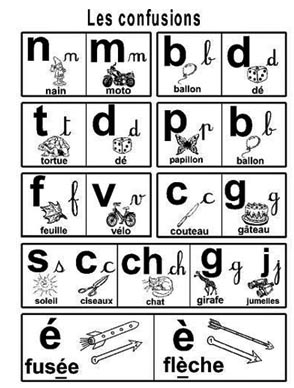 Les confusions
n n m m b b d d
nain moto ballon dé
t t d d p p b b
tortue dé papillon ballon
f f v v c c g g
feuille vélo couteau gâteau
s s c c ch ch g g j j
soleil ciseaux chat girafe jumelles
é è
fusée flèche